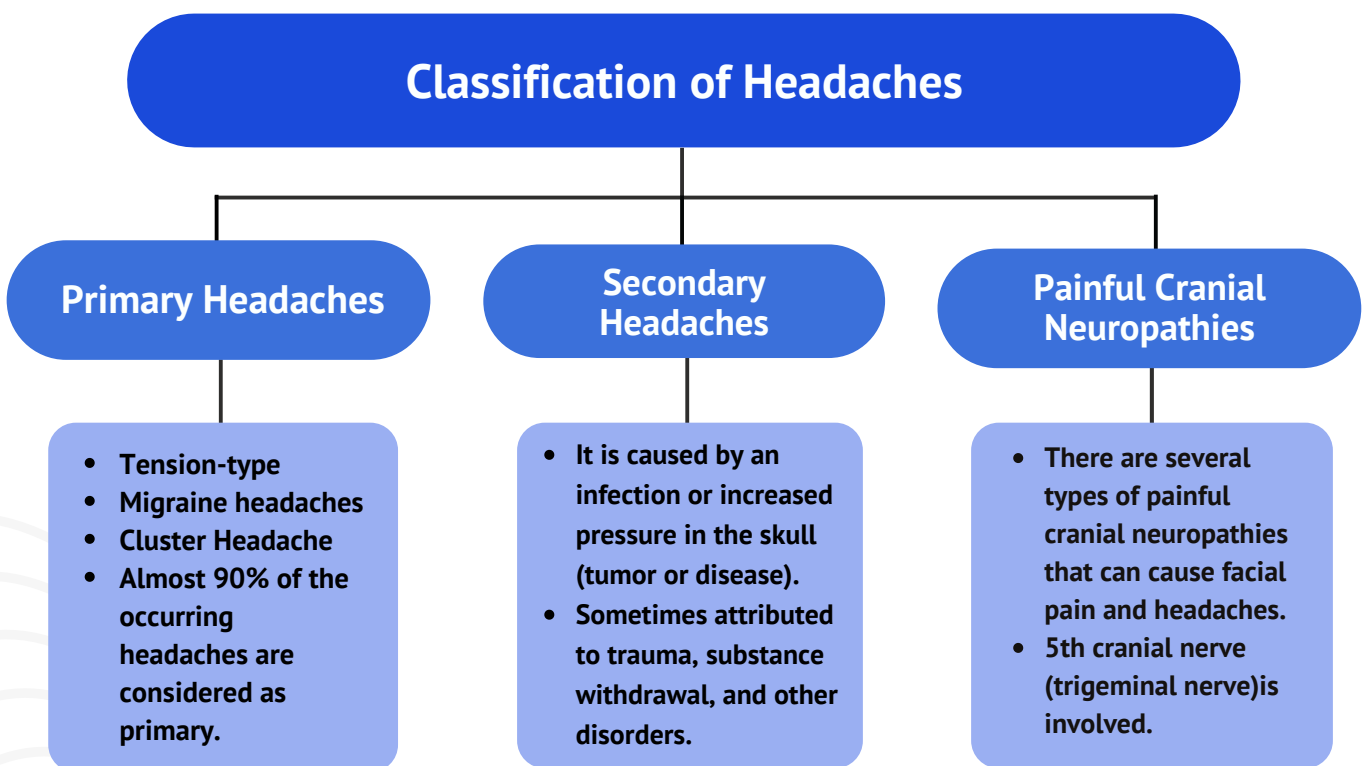 Classification of Headaches
Primary Headaches
• Tension-type
• Migraine headaches
• Cluster Headache
• Almost 90% of the
occurring
headaches are
considered as
primary.
Secondary
Headaches
• It is caused by an
infection or increased
pressure in the skull
(tumor or disease).
• Sometimes attributed
to trauma, substance
withdrawal, and other
disorders.
Painful Cranial
Neuropathies
• There are several
types of painful
cranial neuropathies
that can cause facial
pain and headaches.
• 5th cranial nerve
(trigeminal nerve)is
involved.